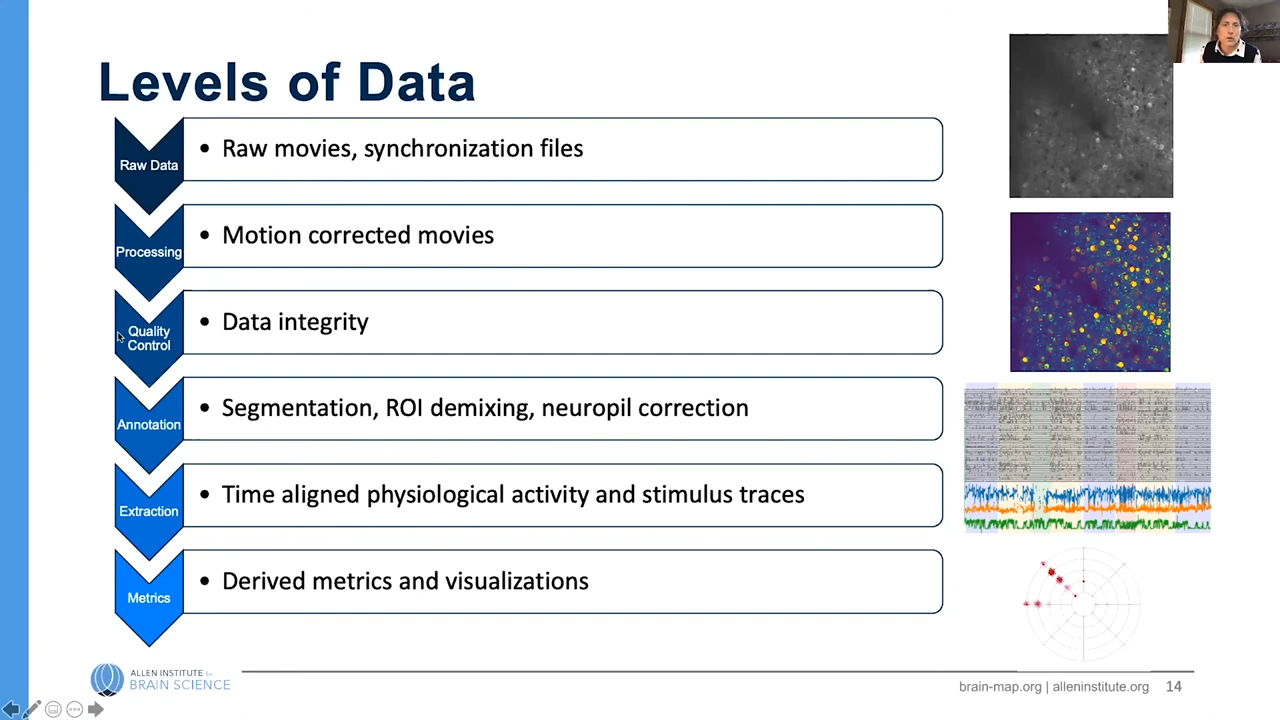 Levels of Data
Raw Data
• Raw movies, synchronization files
Processing
• Motion corrected movies
Quality
Control
• Data integrity
Annotation
• Segmentation, ROI demixing, neuropil correction
Extraction
• Time aligned physiological activity and stimulus traces
Metrics
• Derived metrics and visualizations
ALLEN INSTITUTE for
BRAIN SCIENCE
brain-map.org | alleninstitute.org 14